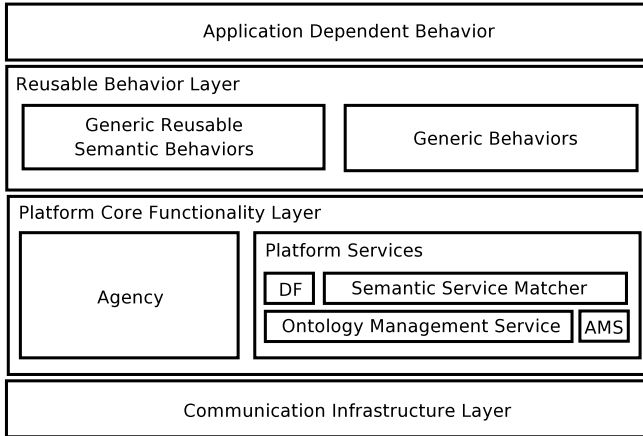 Application Dependent Behavior
Reusable Behavior Layer
Generic Reusable
Semantic Behaviors
Generic Behaviors
Platform Core Functionality Layer
Agency
Platform Services
DF
Semantic Service Matcher
Ontology Management Service
AMS
Communication Infrastructure Layer